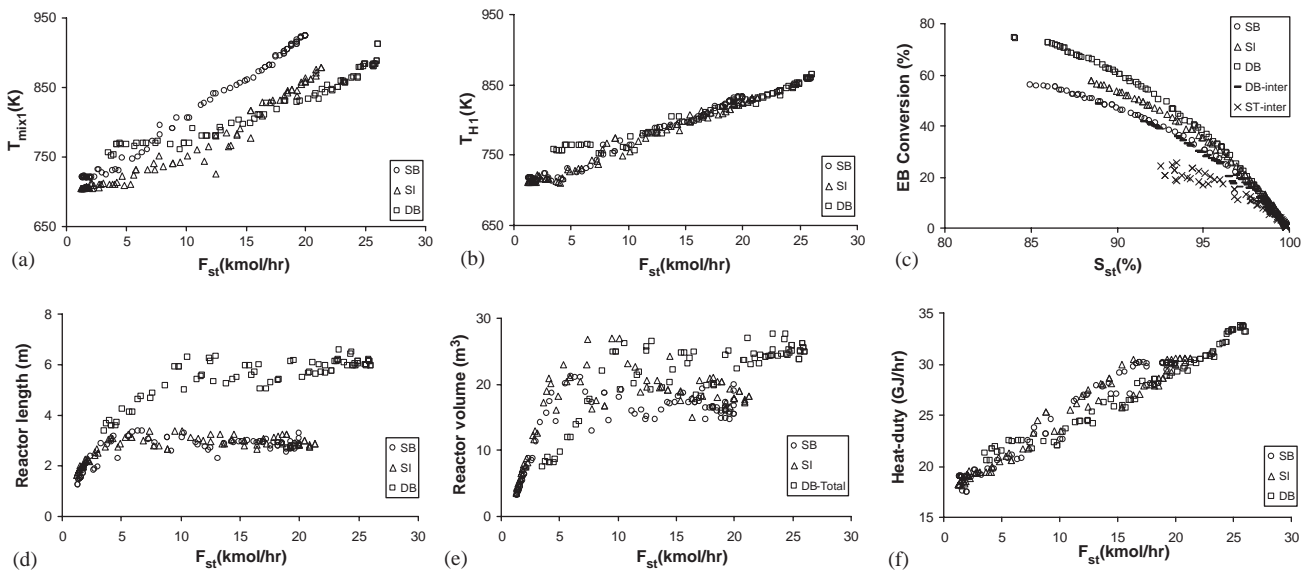 950
850
750
650
T_mix1(K)
0 5 10 15 20 25 30
F_st(kmol/hr)
SB
SI
DB
(a)
950
850
750
650
T_H1(K)
0 5 10 15 20 25 30
F_st(kmol/hr)
SB
SI
DB
(b)
80
60
40
20
0
EB Conversion (%)
80 85 90 95 100
S_st(%)
SB
SI
DB
DB-inter
ST-inter
(c)
8
6
4
2
0
Reactor length (m)
0 5 10 15 20 25 30
F_st(kmol/hr)
SB
SI
DB
(d)
30
20
10
0
Reactor volume (m³)
0 5 10 15 20 25 30
F_st(kmol/hr)
SB
SI
DB-Total
(e)
35
30
25
20
15
Heat-duty (GJ/hr)
0 5 10 15 20 25 30
F_st(kmol/hr)
SB
SI
DB
(f)